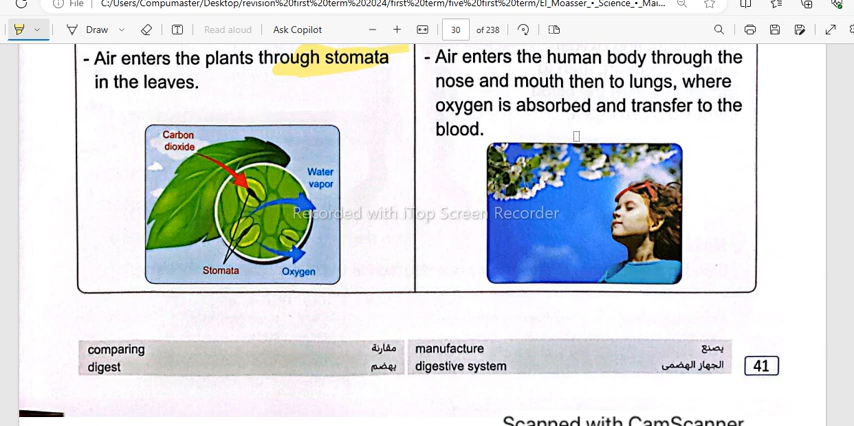 File
C:/Users/Compumaster/Desktop/revision%20first%20term%202024/first%20term/five%20first%20term/El_Moasser_•_Science_•_Mai...
Draw
Read aloud
Ask Copilot
30 of 238
- Air enters the plants through stomata
in the leaves.
- Air enters the human body through the
nose and mouth then to lungs, where
oxygen is absorbed and transfer to the
blood.
Carbon
dioxide
Water
vapor
Stomata
Oxygen
Recorded with iTop Screen Recorder
comparing مقارنة
manufacture يصنع
digest يهضم
digestive system الجهاز الهضمى
41
Scanned with CamScanner